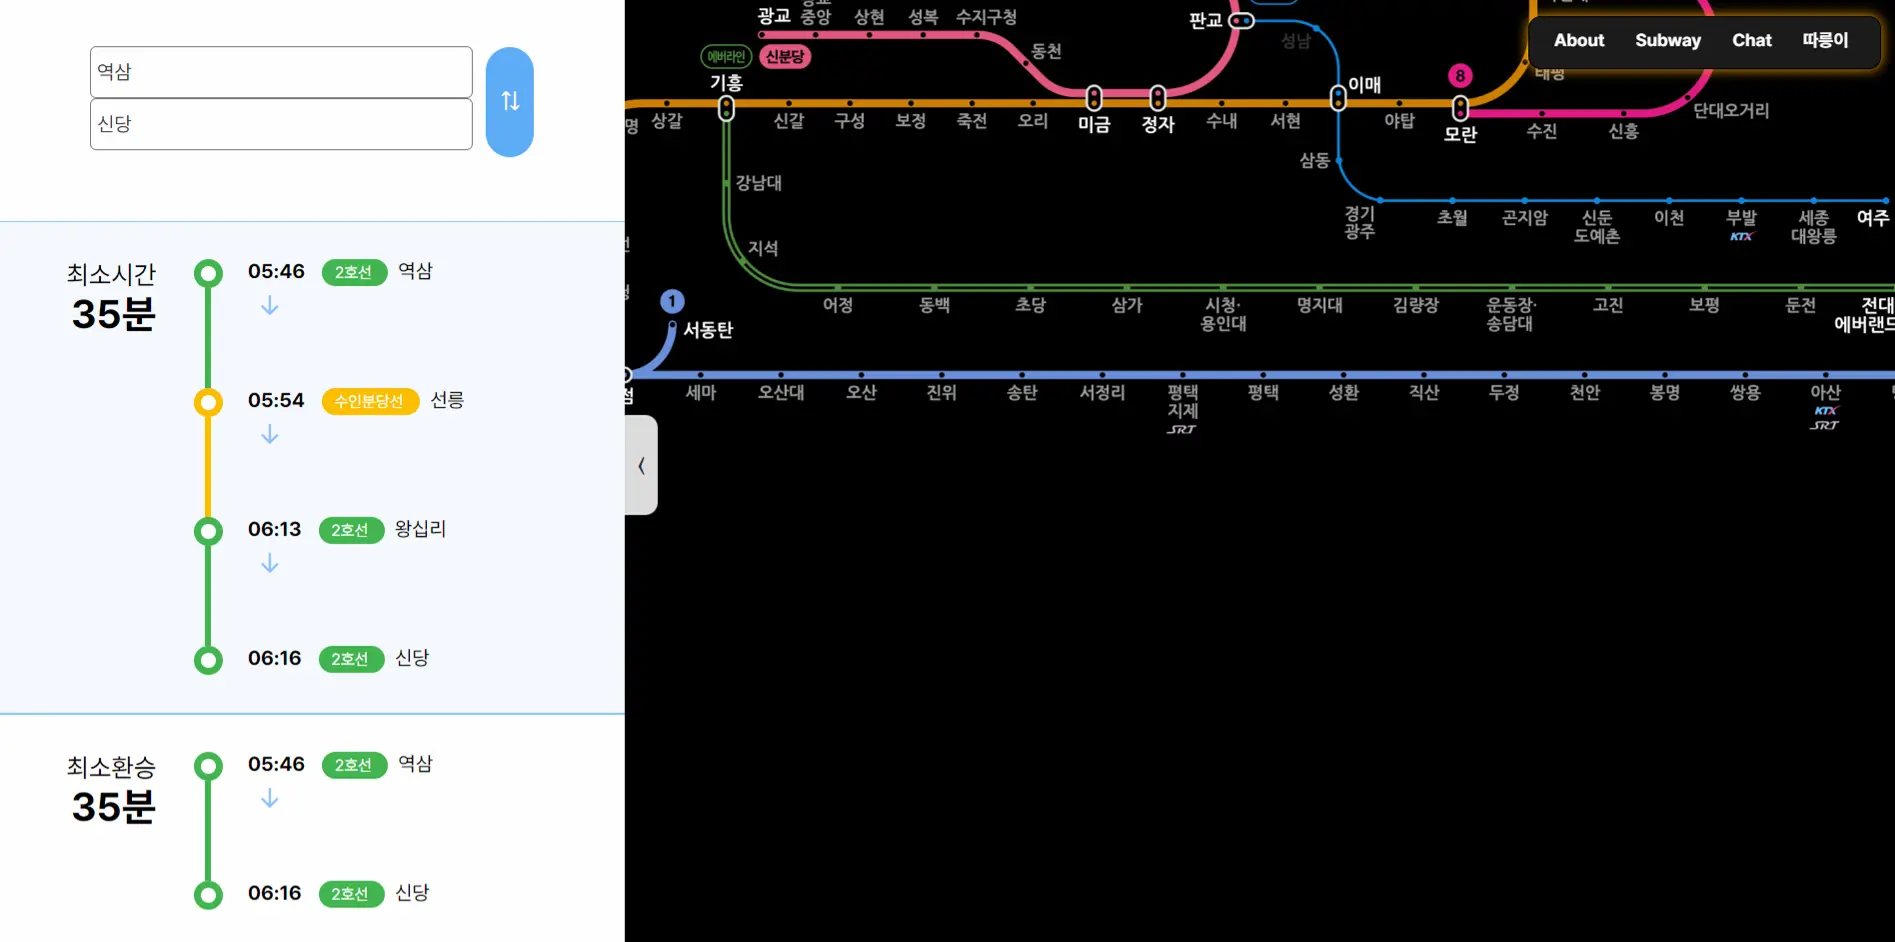 역삼
신당
최소시간
35분
05:46 2호선 역삼
05:54 수인분당선 선릉
06:13 2호선 왕십리
06:16 2호선 신당
최소환승
35분
05:46 2호선 역삼
06:16 2호선 신당
About Subway Chat 따릉이
광교
중앙
상현
성복
수지구청
동천
판교
성남
이매
에버라인
신분당
기흥
8
태평
단대오거리
명
상갈
신갈
구성
보정
죽전
오리
미금
정자
수내
서현
야탑
모란
수진
신흥
삼동
강남대
지석
경기
광주
초월
곤지암
신둔
도예촌
이천
부발
KTX
세종
대왕릉
여주
어정
동백
초당
삼가
시청·
용인대
명지대
김량장
운동장·
송담대
고진
보평
둔전
전대
에버랜드
1
서동탄
세마
오산대
오산
진위
송탄
서정리
평택
지제
SRT
평택
성환
직산
두정
천안
봉명
쌍용
아산
KTX
SRT